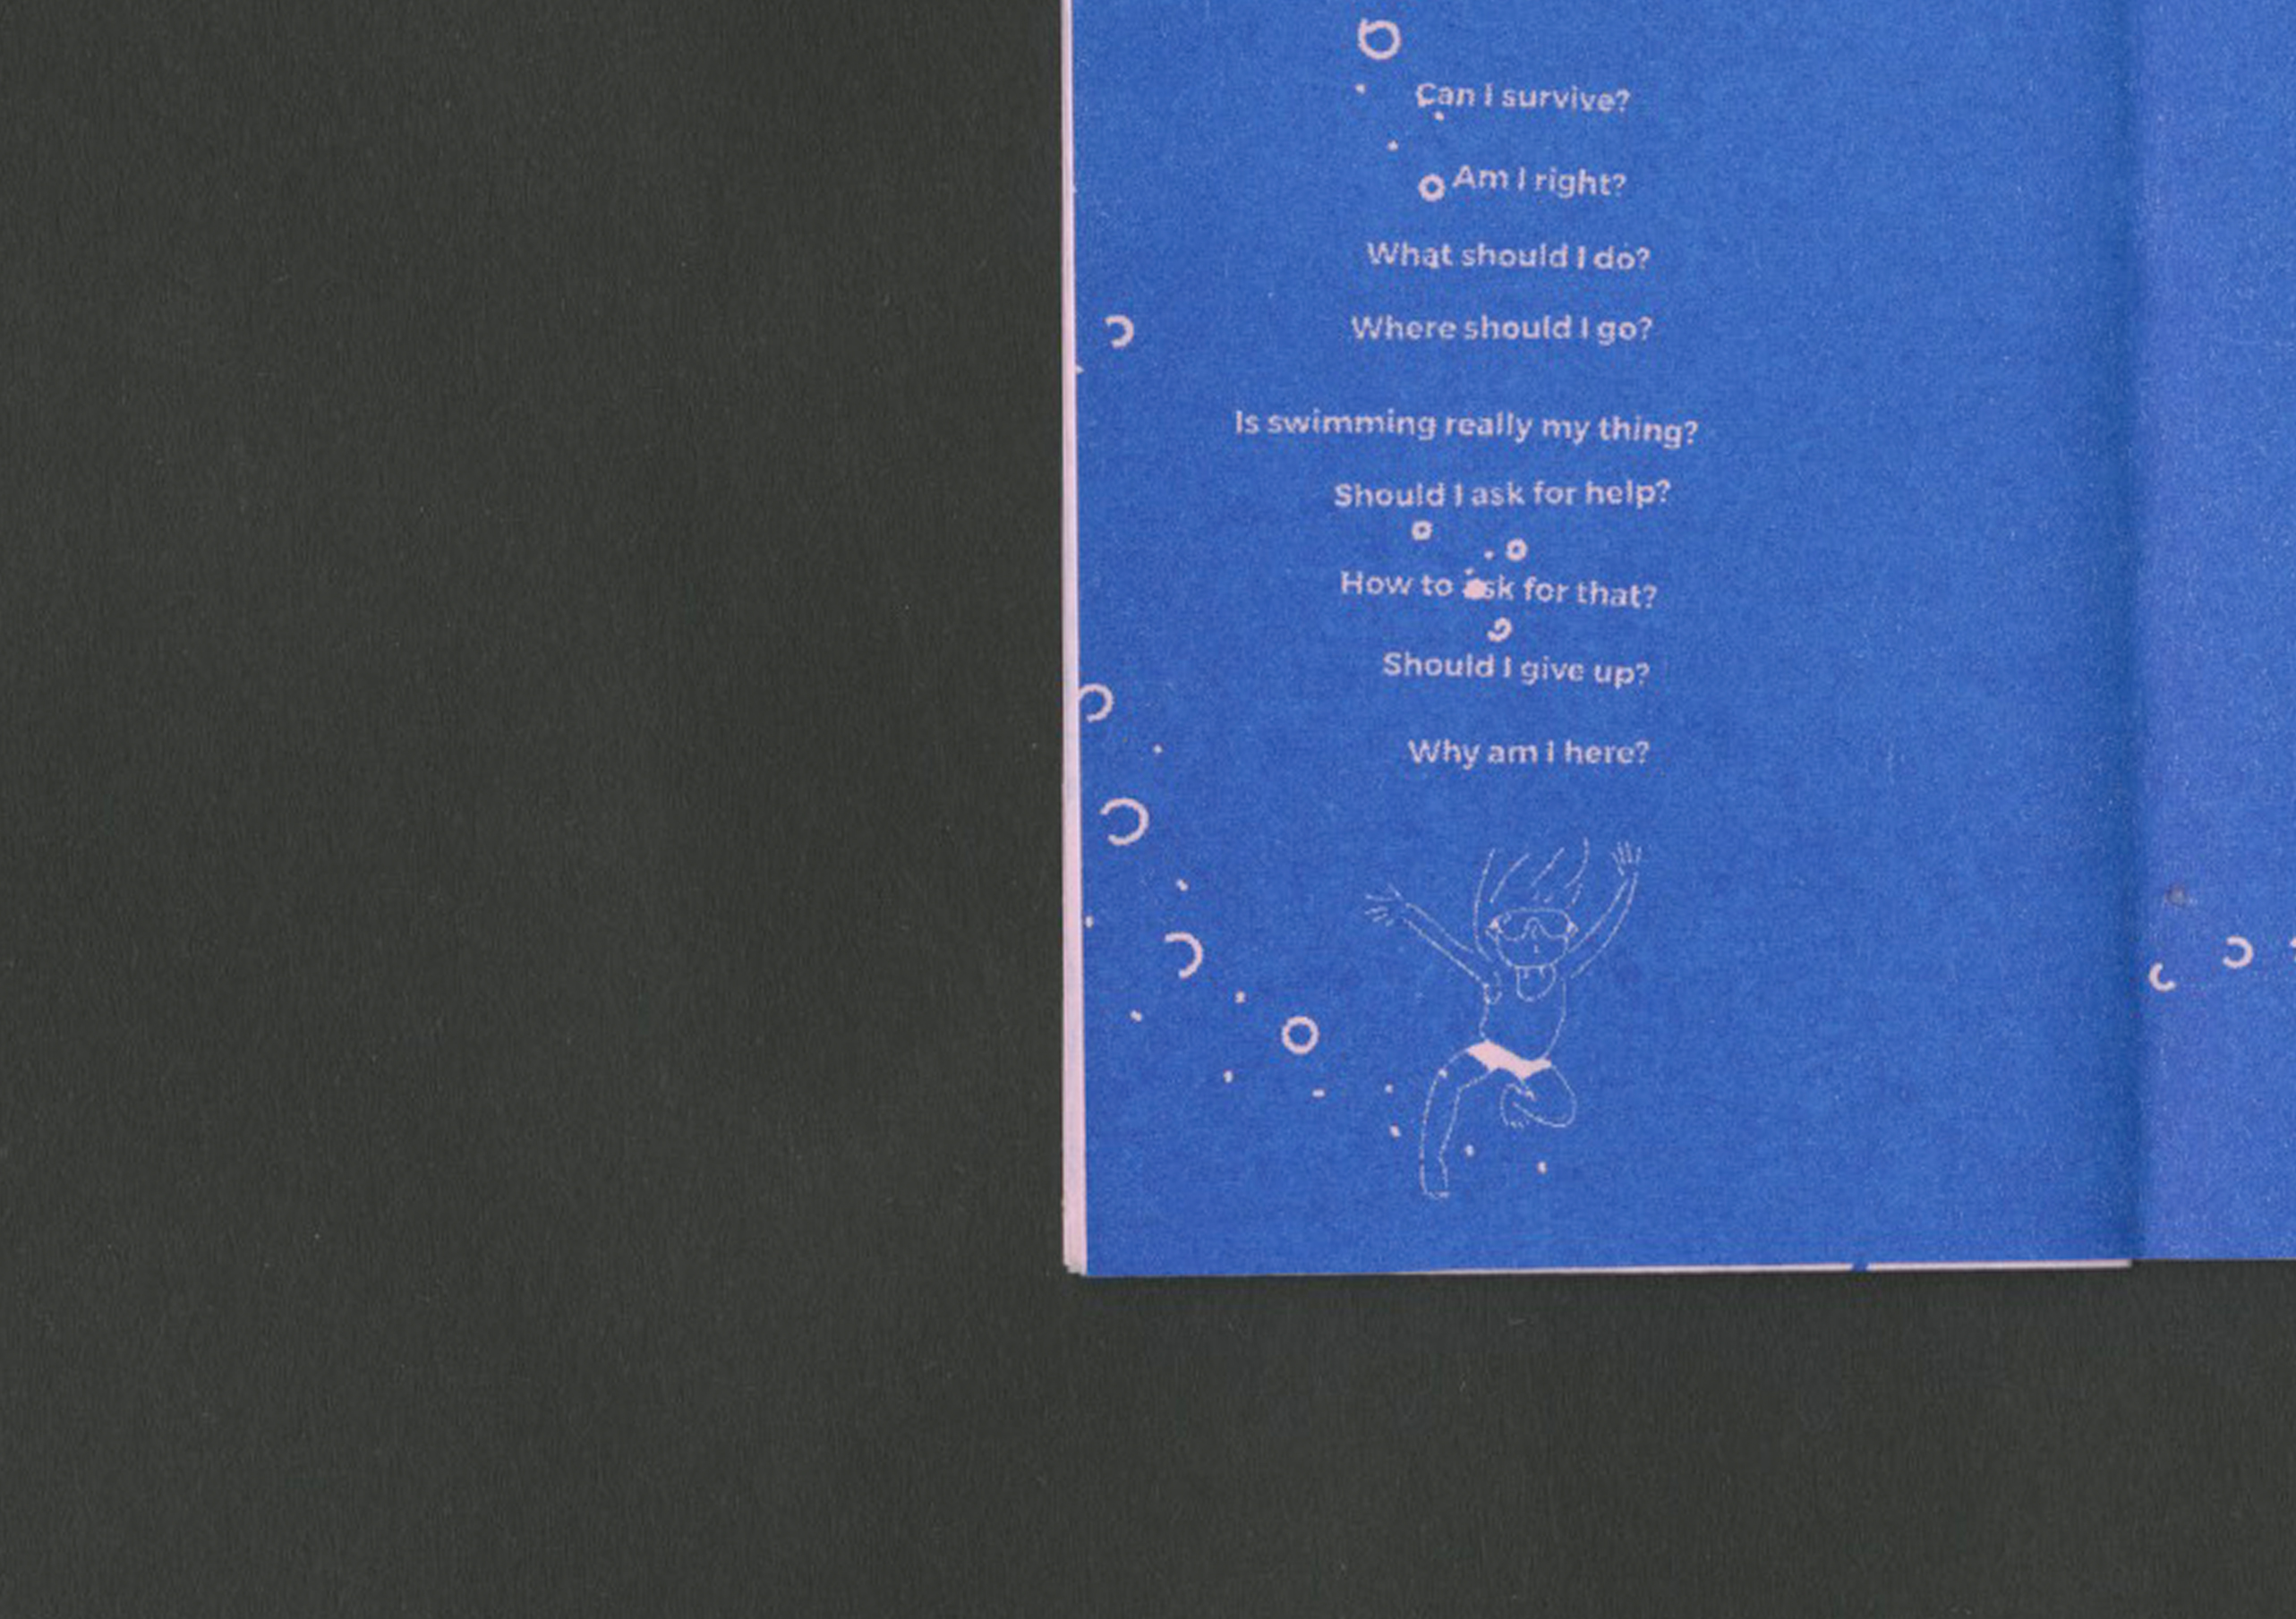 Can I survive?
Am I right?
What should I do?
Where should I go?
Is swimming really my thing?
Should I ask for help?
How to ask for that?
Should I give up?
Why am I here?